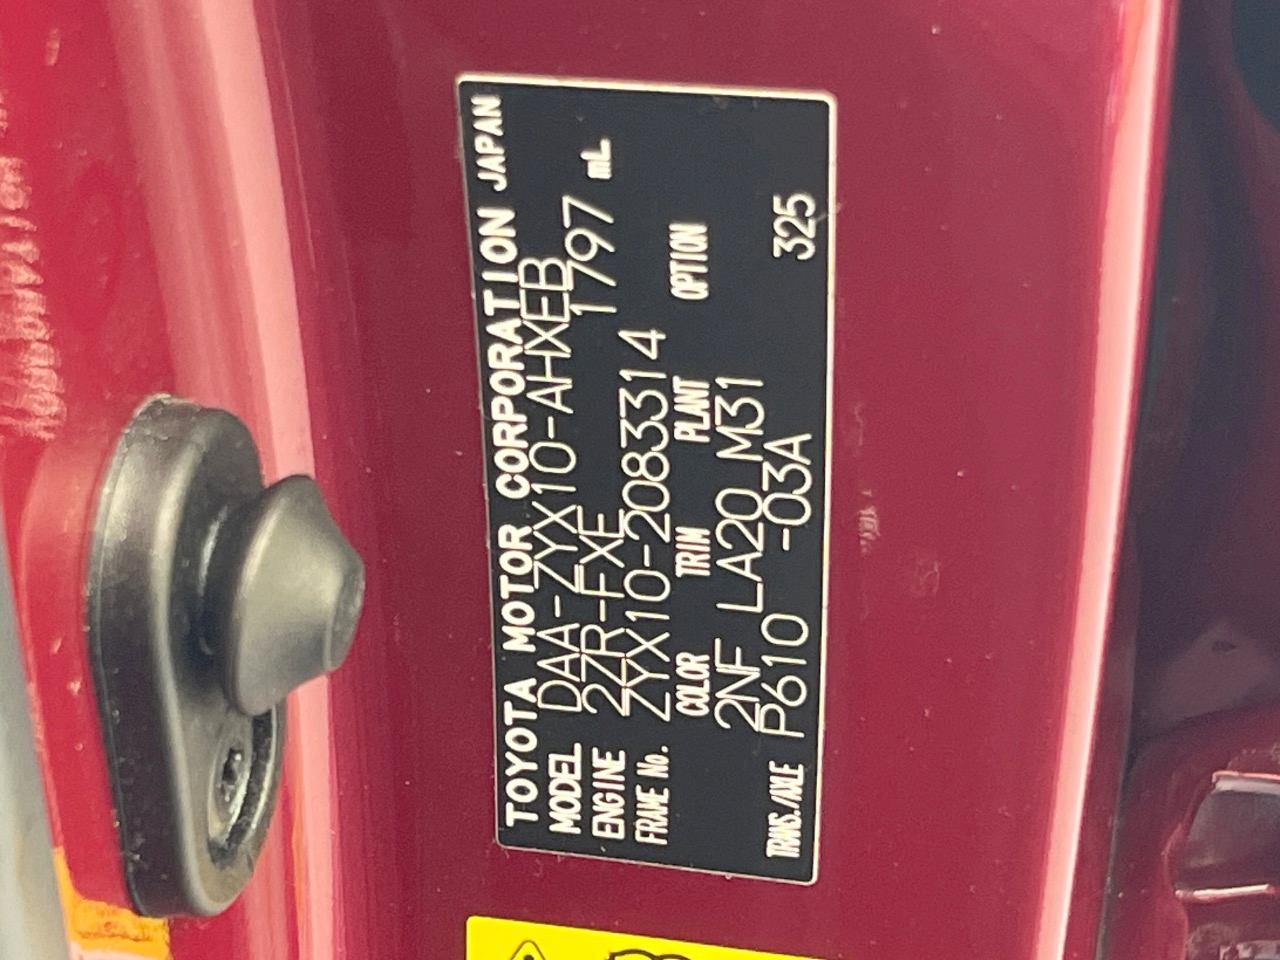 TOYOTA MOTOR CORPORATION JAPAN
MODEL DAA-ZYX10-AHXEB
ENGINE 2ZR-FXE 1797 mL
FRAME No. ZYX10-2083314
COLOR TRIM PLANT OPTION
2NF LA20 M31
TRANS./AXLE P610 -03A 325